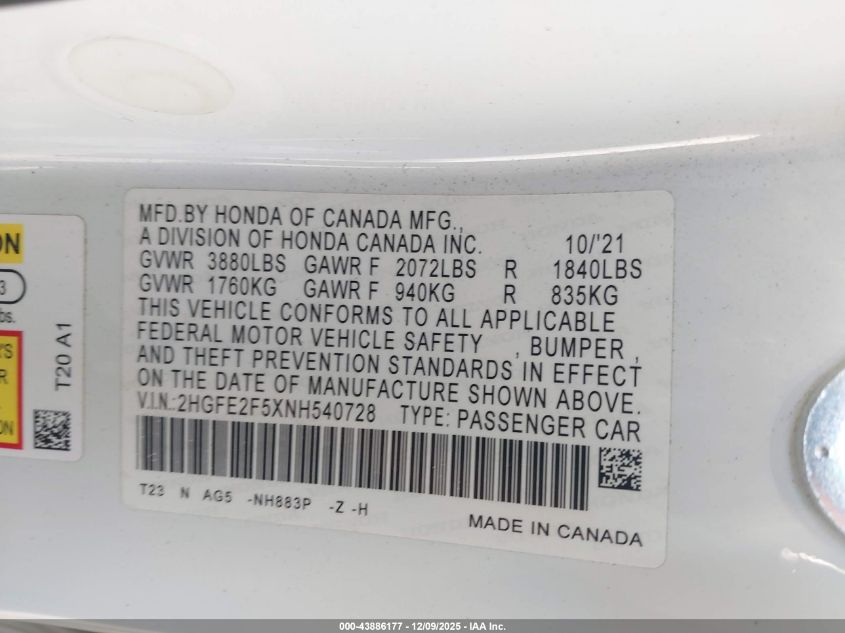 MFD.BY HONDA OF CANADA MFG.,
A DIVISION OF HONDA CANADA INC. 10/'21
GVWR 3880LBS GAWR F 2072LBS R 1840LBS
GVWR 1760KG GAWR F 940KG R 835KG
THIS VEHICLE CONFORMS TO ALL APPLICABLE
FEDERAL MOTOR VEHICLE SAFETY , BUMPER ,
AND THEFT PREVENTION STANDARDS IN EFFECT
ON THE DATE OF MANUFACTURE SHOWN ABOVE.
V.I.N.:2HGFE2F5XNH540728 TYPE: PASSENGER CAR
T23 N AG5 -NH883P -Z -H
MADE IN CANADA
T20 A1
000-43886177 - 12/09/2025 - IAA Inc.